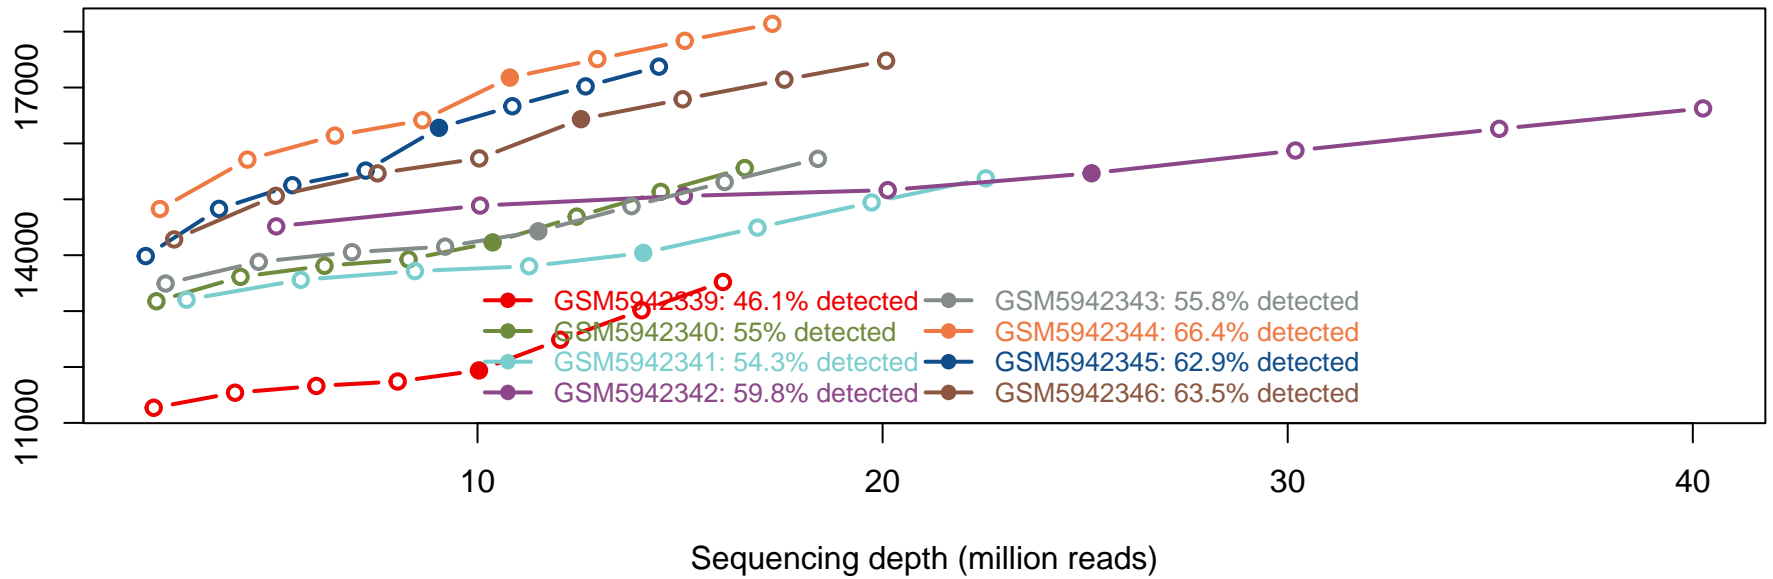 17000
14000
11000
GSM5942339: 46.1% detected
GSM5942340: 55% detected
GSM5942341: 54.3% detected
GSM5942342: 59.8% detected
GSM5942343: 55.8% detected
GSM5942344: 66.4% detected
GSM5942345: 62.9% detected
GSM5942346: 63.5% detected
10 20 30 40
Sequencing depth (million reads)